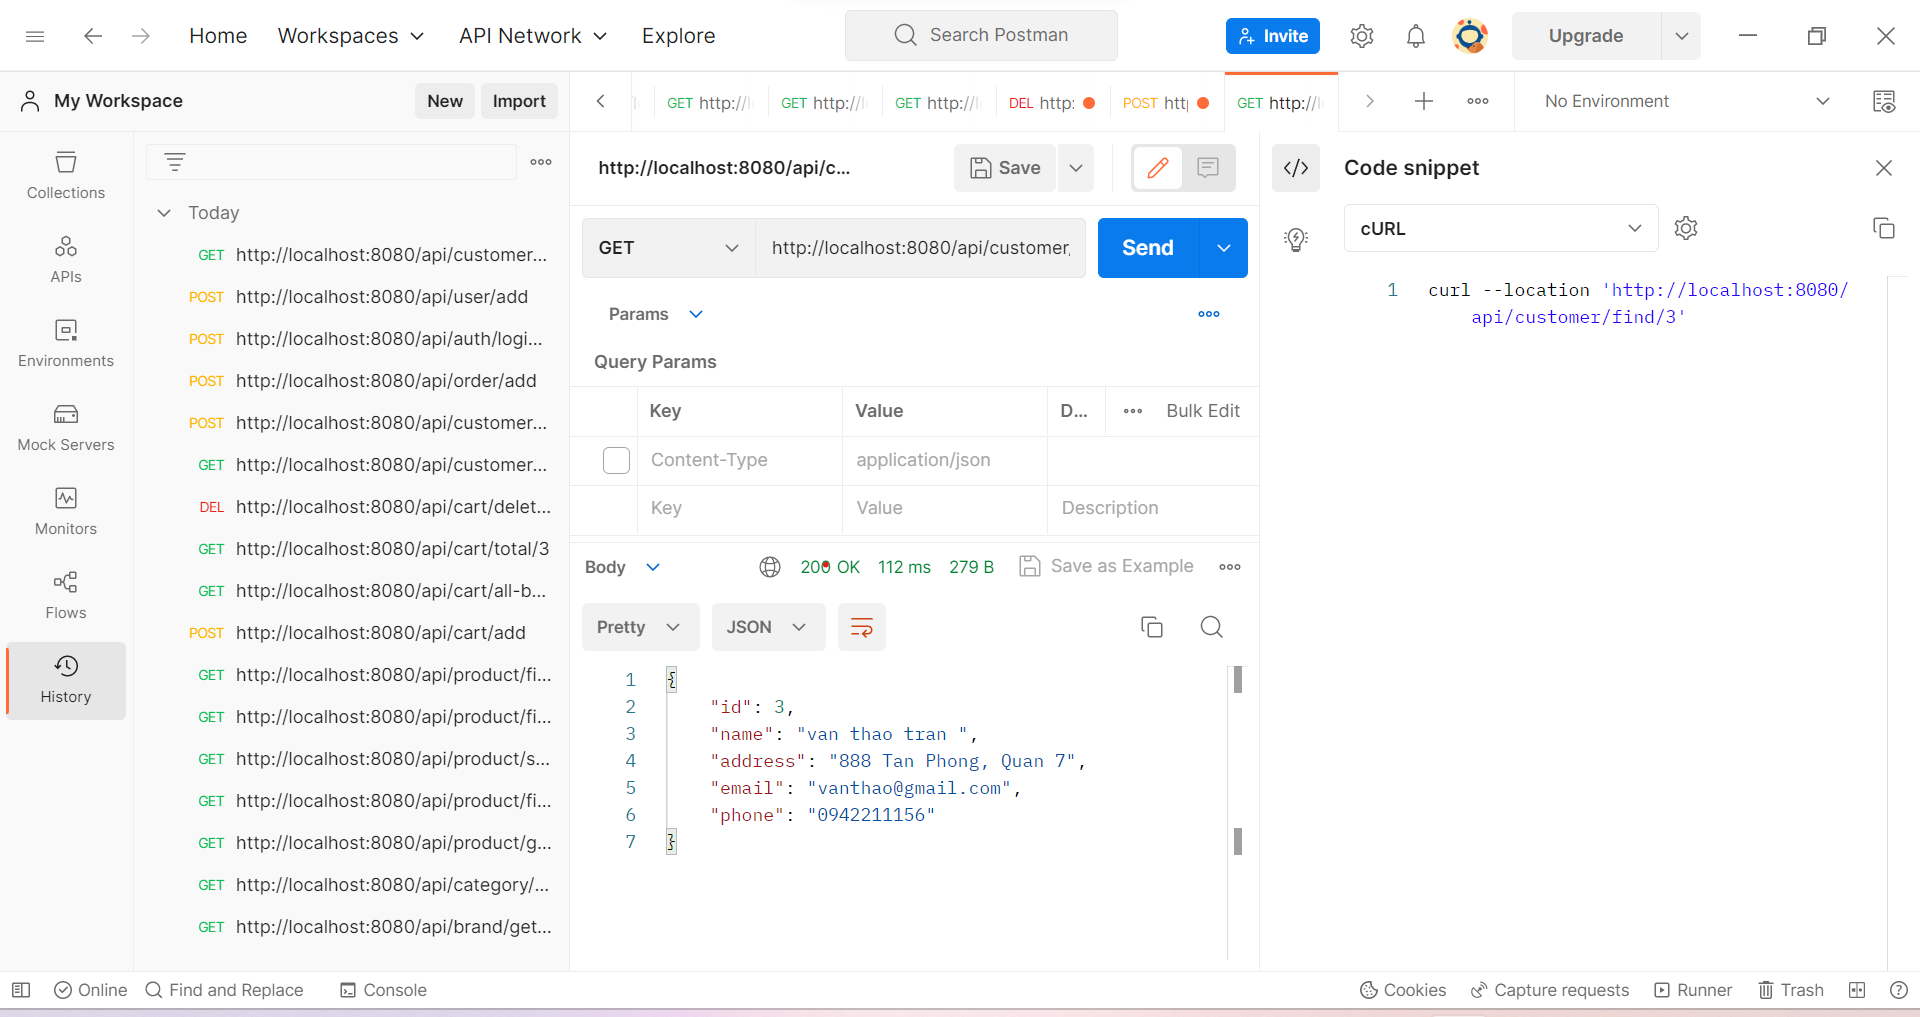 Home Workspaces API Network Explore Search Postman Invite Upgrade
My Workspace New Import
GET http://l GET http://l GET http://l DEL http: POST htt GET http://l No Environment
Collections
APIs
Environments
Mock Servers
Monitors
Flows
History
Today
GET http://localhost:8080/api/customer...
POST http://localhost:8080/api/user/add
POST http://localhost:8080/api/auth/logi...
POST http://localhost:8080/api/order/add
POST http://localhost:8080/api/customer...
GET http://localhost:8080/api/customer...
DEL http://localhost:8080/api/cart/delet...
GET http://localhost:8080/api/cart/total/3
GET http://localhost:8080/api/cart/all-b...
POST http://localhost:8080/api/cart/add
GET http://localhost:8080/api/product/fi...
GET http://localhost:8080/api/product/fi...
GET http://localhost:8080/api/product/s...
GET http://localhost:8080/api/product/fi...
GET http://localhost:8080/api/product/g...
GET http://localhost:8080/api/category/...
GET http://localhost:8080/api/brand/get...
http://localhost:8080/api/c... Save
GET http://localhost:8080/api/customer, Send
Params
Query Params
Key Value D... Bulk Edit
Content-Type application/json
Key Value Description
Body 200 OK 112 ms 279 B Save as Example
Pretty JSON
1 {
2 "id": 3,
3 "name": "van thao tran ",
4 "address": "888 Tan Phong, Quan 7",
5 "email": "vanthao@gmail.com",
6 "phone": "0942211156"
7 }
</> Code snippet
cURL
1 curl --location 'http://localhost:8080/
api/customer/find/3'
Online Find and Replace Console Cookies Capture requests Runner Trash